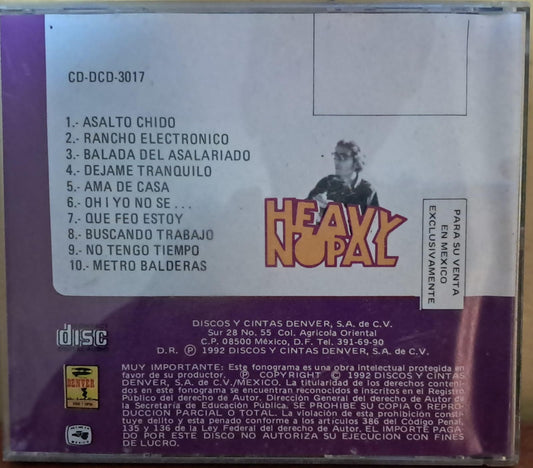 CD-DCD-3017
1.- ASALTO CHIDO
2.- RANCHO ELECTRONICO
3.- BALADA DEL ASALARIADO
4.- DEJAME TRANQUILO
5.- AMA DE CASA
6.- OH I YO NO SE...
7.- QUE FEO ESTOY
8.- BUSCANDO TRABAJO
9.- NO TENGO TIEMPO
10.- METRO BALDERAS
HEAVY
NOPAL
PARA SU VENTA
EN MEXICO
EXCLUSIVAMENTE
disc
DISCOS Y CINTAS DENVER, S.A. de C.V.
Sur 28 No. 55 Col. Agrícola Oriental
C.P. 08500 México, D.F. Tel. 391-69-90
D.R. Ⓟ 1992 DISCOS Y CINTAS DENVER, S.A. de C.V.
DENVER
MUY IMPORTANTE: Este fonograma es una obra intelectual protegida en
favor de su productor. Ⓟ COPYRIGHT © 1992 DISCOS Y CINTAS
DENVER, S.A. de C.V./MEXICO. La titularidad de los derechos conteni-
dos en este fonograma se encuentran reconocidos e inscritos en el Registro
Público del derecho de Autor. Dirección General del derecho de Autor de
la Secretaría de Educación Pública. SE PROHIBE SU COPIA O REPRO-
DUCCION PARCIAL O TOTAL. La violación de esta prohibición consti-
tuye delito y esta penado conforme a los artículos 386 del Código Penal,
135 y 136 de la Ley Federal del derecho de Autor. EL IMPORTE PAGA-
DO POR ESTE DISCO NO AUTORIZA SU EJECUCION CON FINES
DE LUCRO.